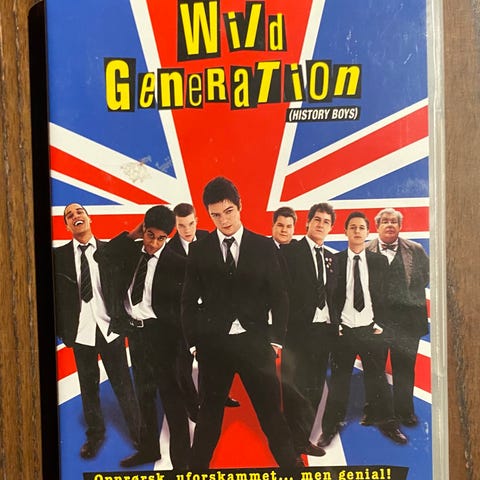 Wild
Generation
(HISTORY BOYS)
Opprørsk, uforskammet... men genial!